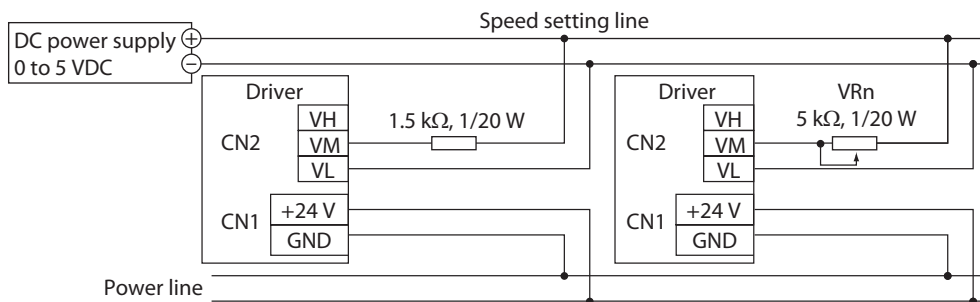 Speed setting line
DC power supply
0 to 5 VDC
+
−
Driver
CN2
VH
VM
VL
CN1
+24 V
GND
1.5 kΩ, 1/20 W
Driver
CN2
VH
VM
VL
CN1
+24 V
GND
VRn
5 kΩ, 1/20 W
Power line